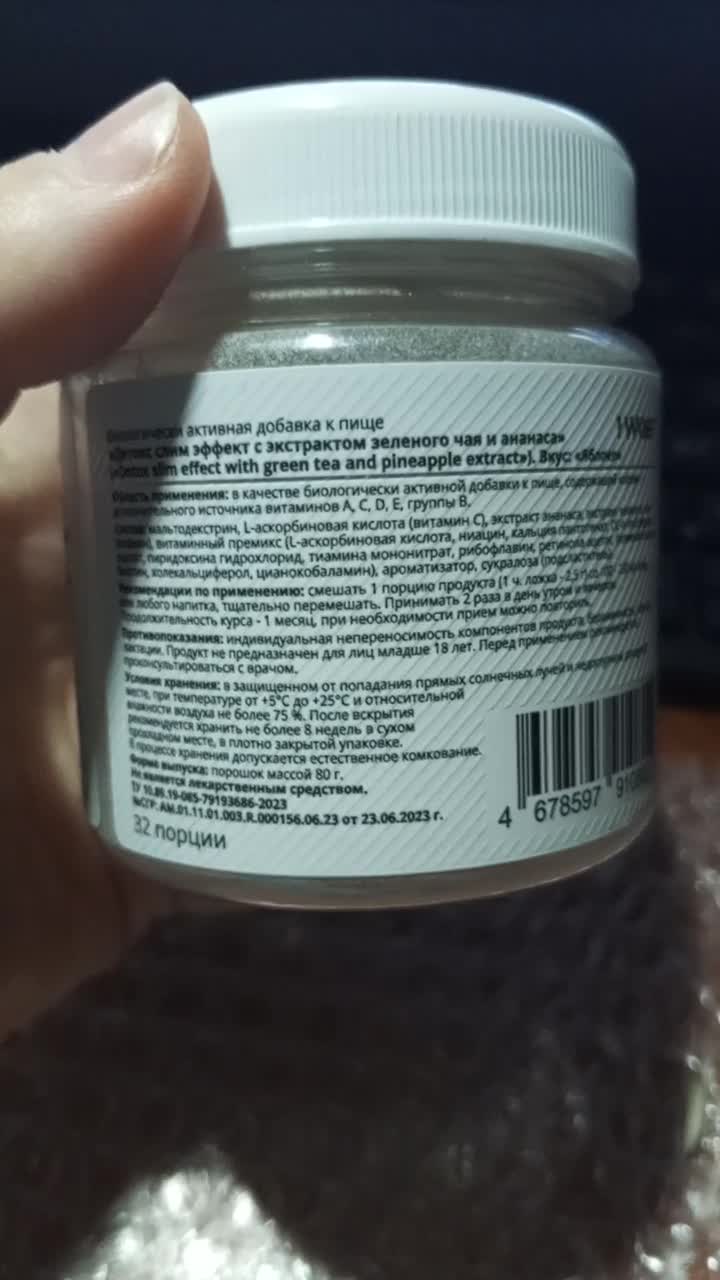 Биологически активная добавка к пище
«Детокс слим эффект с экстрактом зеленого чая и ананаса»
(«Detox slim effect with green tea and pineapple extract»). Вкус: «Яблоко»
Область применения: в качестве биологически активной добавки к пище,
источника витаминов А, С, D, Е, группы В.
мальтодекстрин, L-аскорбиновая кислота (витамин С), экстракт ананаса,
витаминный премикс (L-аскорбиновая кислота, ниацин, кальция
пиридоксина гидрохлорид, тиамина мононитрат, рибофлавин,
холекальциферол, цианокобаламин), ароматизатор, сукралоза (подсластитель)
Рекомендации по применению: смешать 1 порцию продукта (1 ч. ложка
любого напитка, тщательно перемешать. Принимать 2 раза в день утром и
Продолжительность курса - 1 месяц, при необходимости прием можно повторить.
Противопоказания: индивидуальная непереносимость компонентов продукта,
Продукт не предназначен для лиц младше 18 лет. Перед применением
проконсультироваться с врачом.
Условия хранения: в защищенном от попадания прямых солнечных лучей и
месте, при температуре от +5°С до +25°С и относительной
влажности воздуха не более 75 %. После вскрытия
рекомендуется хранить не более 8 недель в сухом
прохладном месте, в плотно закрытой упаковке.
В процессе хранения допускается естественное комкование.
Форма выпуска: порошок массой 80 г.
Не является лекарственным средством.
ТУ 10.89.19-065-79193686-2023
№СГР: AM.01.11.01.003.R.000156.06.23 от 23.06.2023 г.
32 порции
4 678597